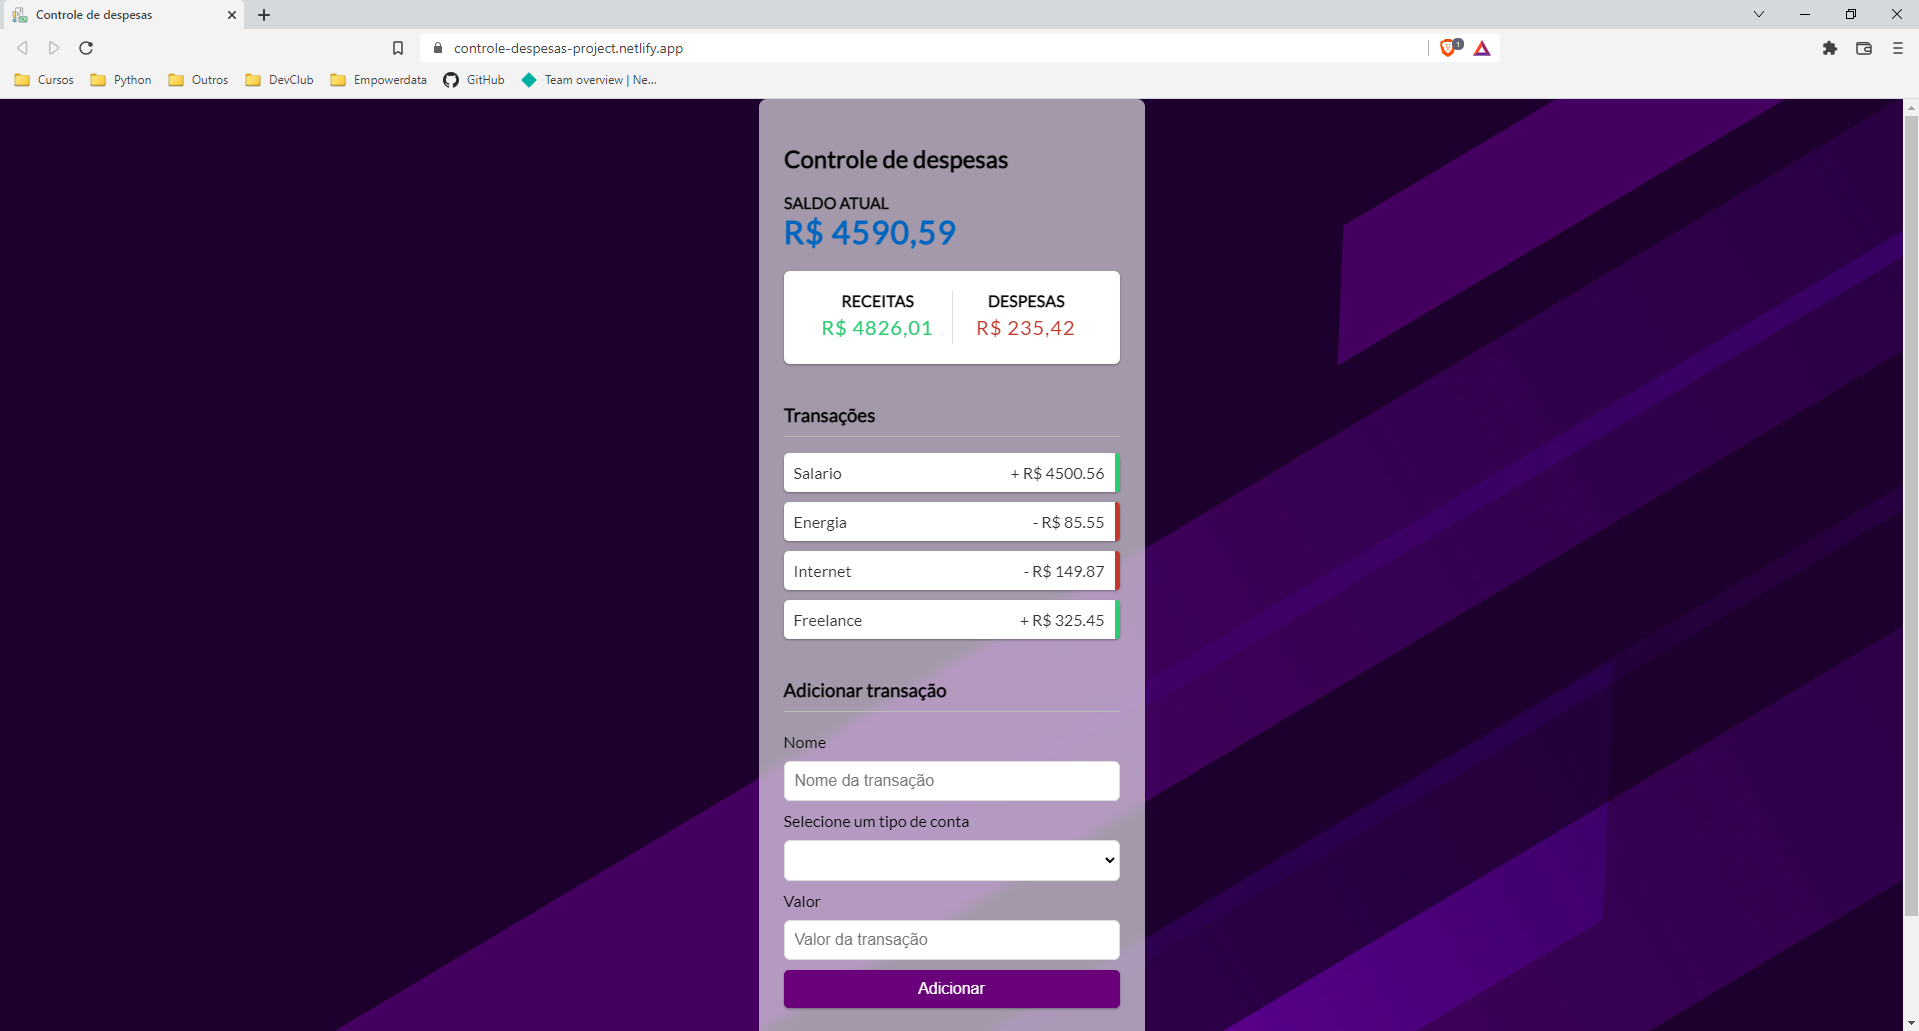 Controle de despesas
controle-despesas-project.netlify.app
1
Cursos Python Outros DevClub Empowerdata GitHub Team overview | Ne...
Controle de despesas
SALDO ATUAL
R$ 4590,59
RECEITAS DESPESAS
R$ 4826,01 R$ 235,42
Transações
Salario + R$ 4500.56
Energia - R$ 85.55
Internet - R$ 149.87
Freelance + R$ 325.45
Adicionar transação
Nome
Nome da transação
Selecione um tipo de conta
Valor
Valor da transação
Adicionar